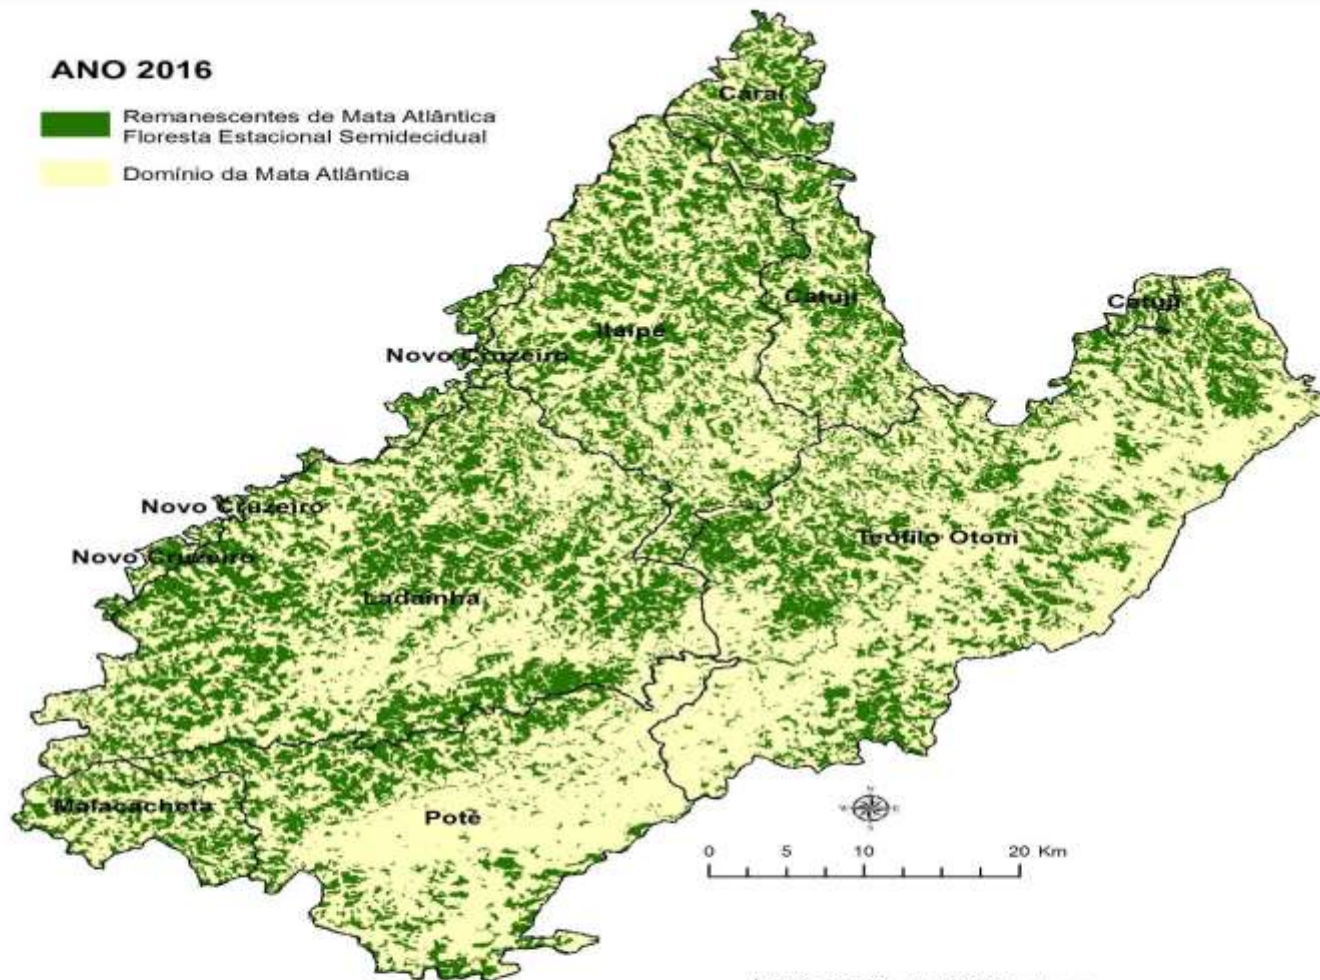 ANO 2016
Remanescentes de Mata Atlântica
Floresta Estacional Semidecidual
Domínio da Mata Atlântica
Caraí
Catuji
Catuji
Itaipé
Novo Cruzeiro
Novo Cruzeiro
Teófilo Otoni
Novo Cruzeiro
Ladainha
Malacacheta
Potê
0 5 10 20 Km